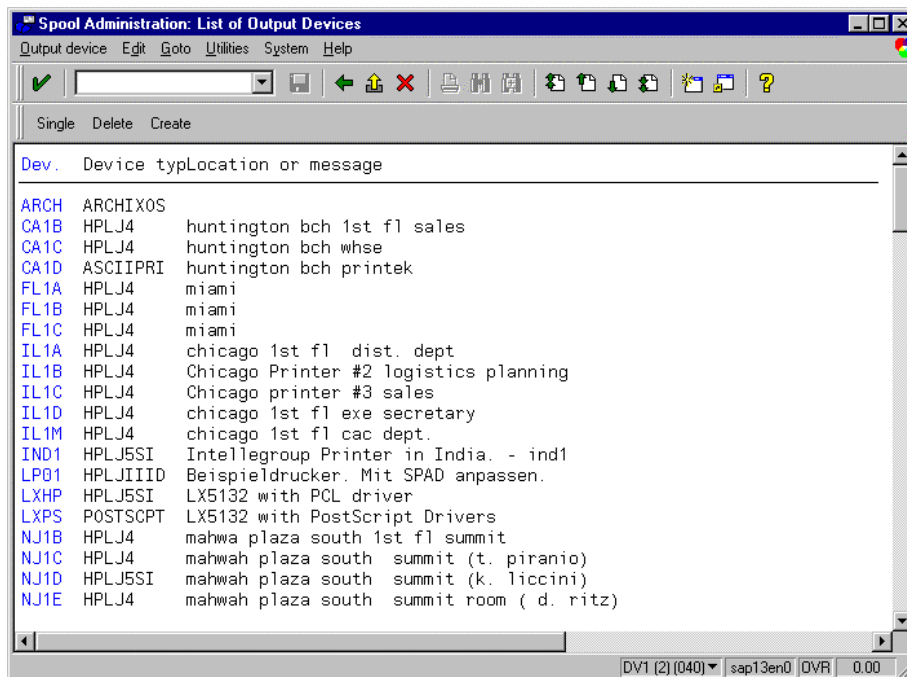 Spool Administration: List of Output Devices
Output device Edit Goto Utilities System Help
Single Delete Create
Dev. Device typLocation or message
ARCH ARCHIXOS
CA1B HPLJ4 huntington bch 1st fl sales
CA1C HPLJ4 huntington bch whse
CA1D ASCIIPRI huntington bch printek
FL1A HPLJ4 miami
FL1B HPLJ4 miami
FL1C HPLJ4 miami
IL1A HPLJ4 chicago 1st fl dist. dept
IL1B HPLJ4 Chicago Printer #2 logistics planning
IL1C HPLJ4 Chicago printer #3 sales
IL1D HPLJ4 chicago 1st fl exe secretary
IL1M HPLJ4 chicago 1st fl cac dept.
IND1 HPLJ5SI Intellegroup Printer in India. - ind1
LP01 HPLJIIID Beispieldrucker. Mit SPAD anpassen.
LXHP HPLJ5SI LX5132 with PCL driver
LXPS POSTSCPT LX5132 with PostScript Drivers
NJ1B HPLJ4 mahwa plaza south 1st fl summit
NJ1C HPLJ4 mahwah plaza south summit (t. piranio)
NJ1D HPLJ5SI mahwah plaza south summit (k. liccini)
NJ1E HPLJ4 mahwah plaza south summit room ( d. ritz)
DV1 (2) (040) sap13en0 OVR 0.00